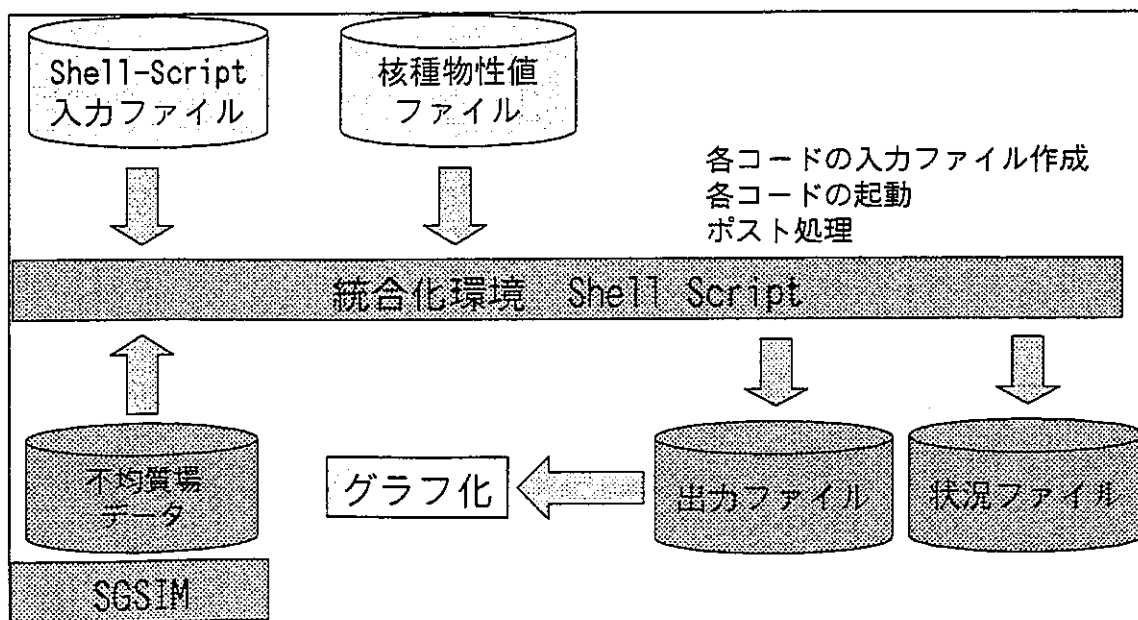 Shell-Script
入力ファイル
核種物性値
ファイル
各コードの入力ファイル作成
各コードの起動
ポスト処理
統合化環境　Shell Script
不均質場
データ
グラフ化
出力ファイル
状況ファイル
SGSIM